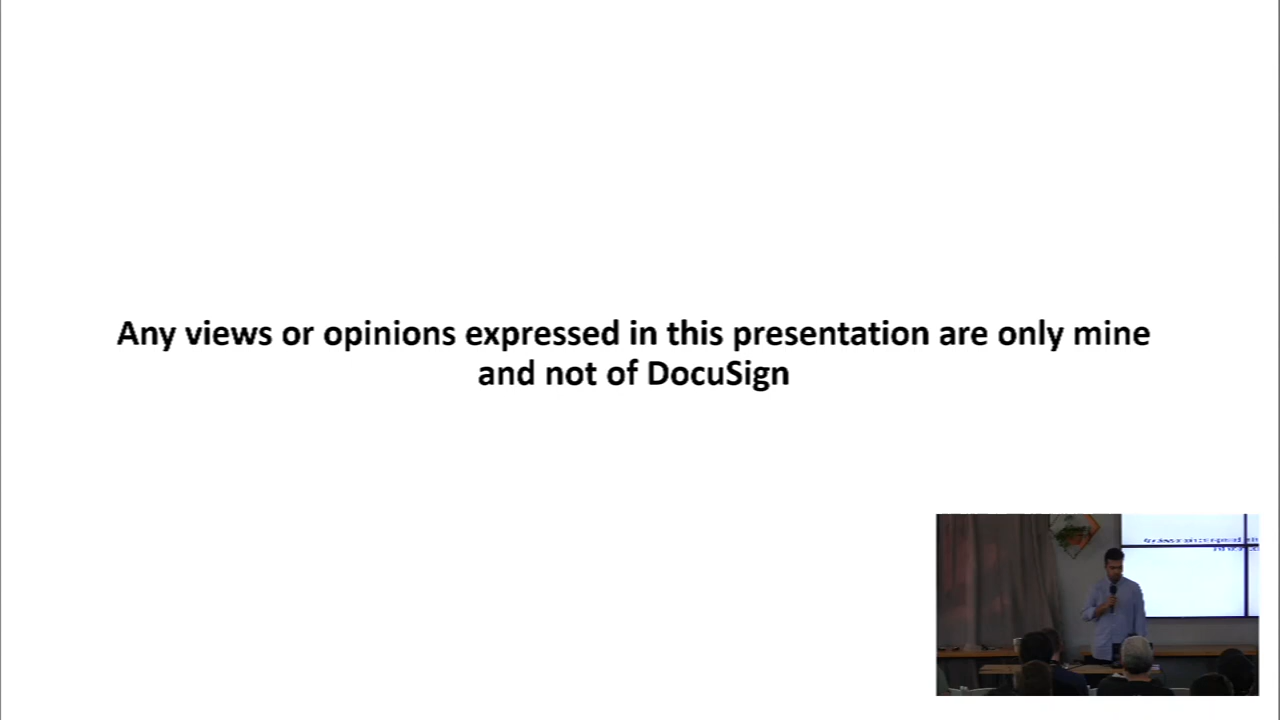 Any views or opinions expressed in this presentation are only mine
and not of DocuSign